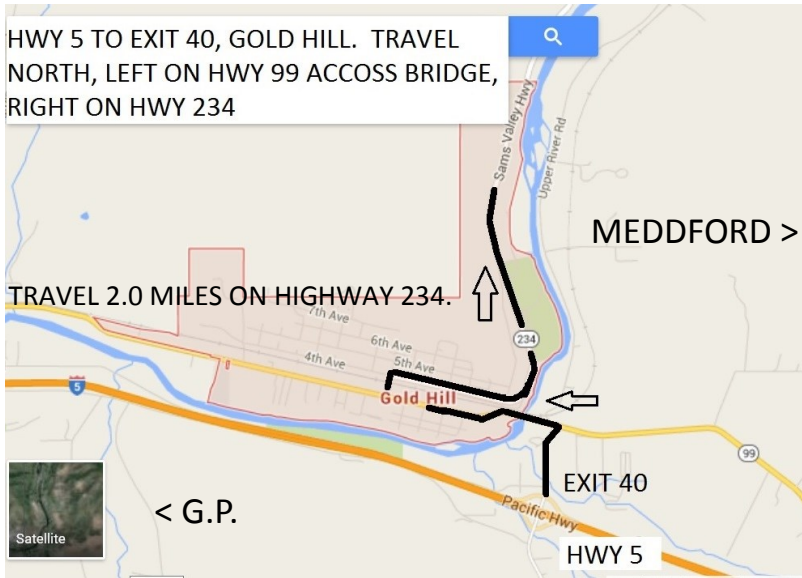 HWY 5 TO EXIT 40, GOLD HILL. TRAVEL
NORTH, LEFT ON HWY 99 ACCOSS BRIDGE,
RIGHT ON HWY 234
Sams Valley Hwy
Upper River Rd
MEDDFORD >
TRAVEL 2.0 MILES ON HIGHWAY 234.
7th Ave
6th Ave
234
4th Ave
5th Ave
5
Gold Hill
99
EXIT 40
< G.P.
Pacific Hwy
Satellite
HWY 5